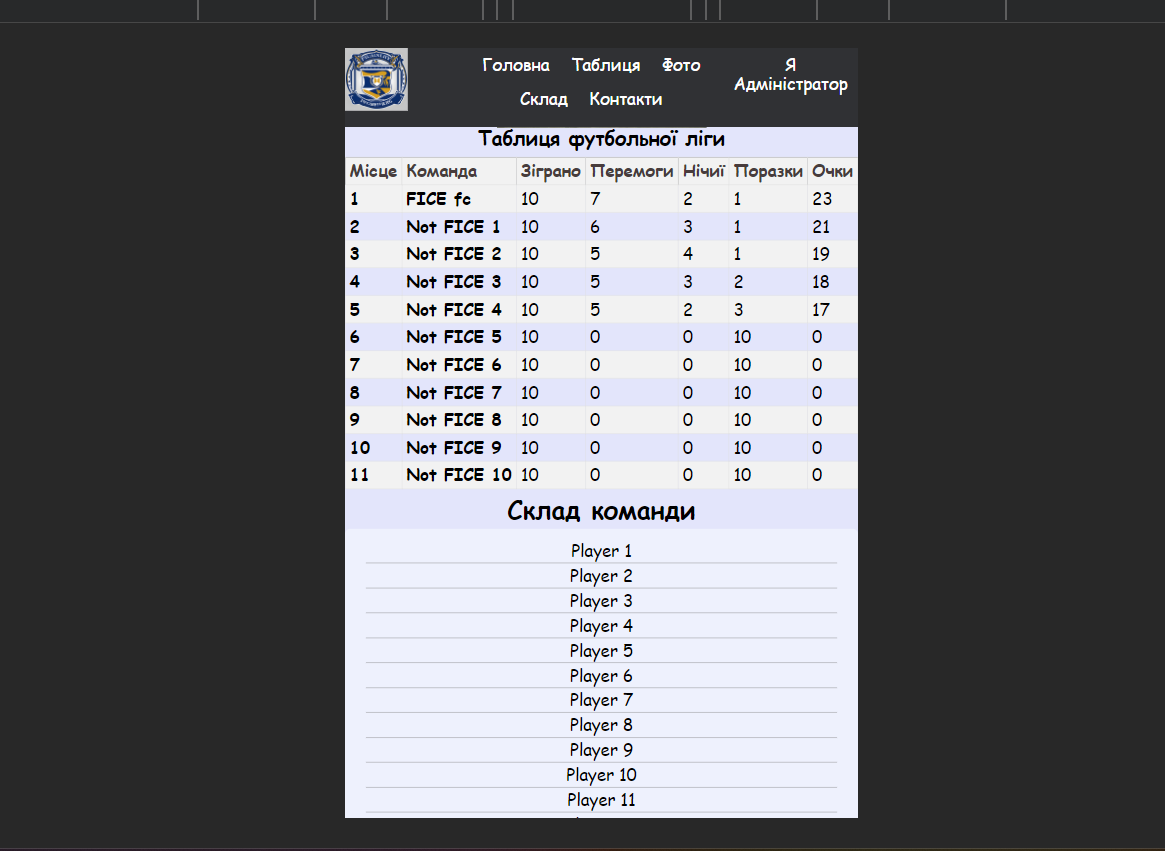 Головна Таблиця Фото
Склад Контакти
Я
Адміністратор
Таблиця футбольної ліги
Місце Команда Зіграно Перемоги Нічиї Поразки Очки
1 FICE fc 10 7 2 1 23
2 Not FICE 1 10 6 3 1 21
3 Not FICE 2 10 5 4 1 19
4 Not FICE 3 10 5 3 2 18
5 Not FICE 4 10 5 2 3 17
6 Not FICE 5 10 0 0 10 0
7 Not FICE 6 10 0 0 10 0
8 Not FICE 7 10 0 0 10 0
9 Not FICE 8 10 0 0 10 0
10 Not FICE 9 10 0 0 10 0
11 Not FICE 10 10 0 0 10 0
Склад команди
Player 1
Player 2
Player 3
Player 4
Player 5
Player 6
Player 7
Player 8
Player 9
Player 10
Player 11